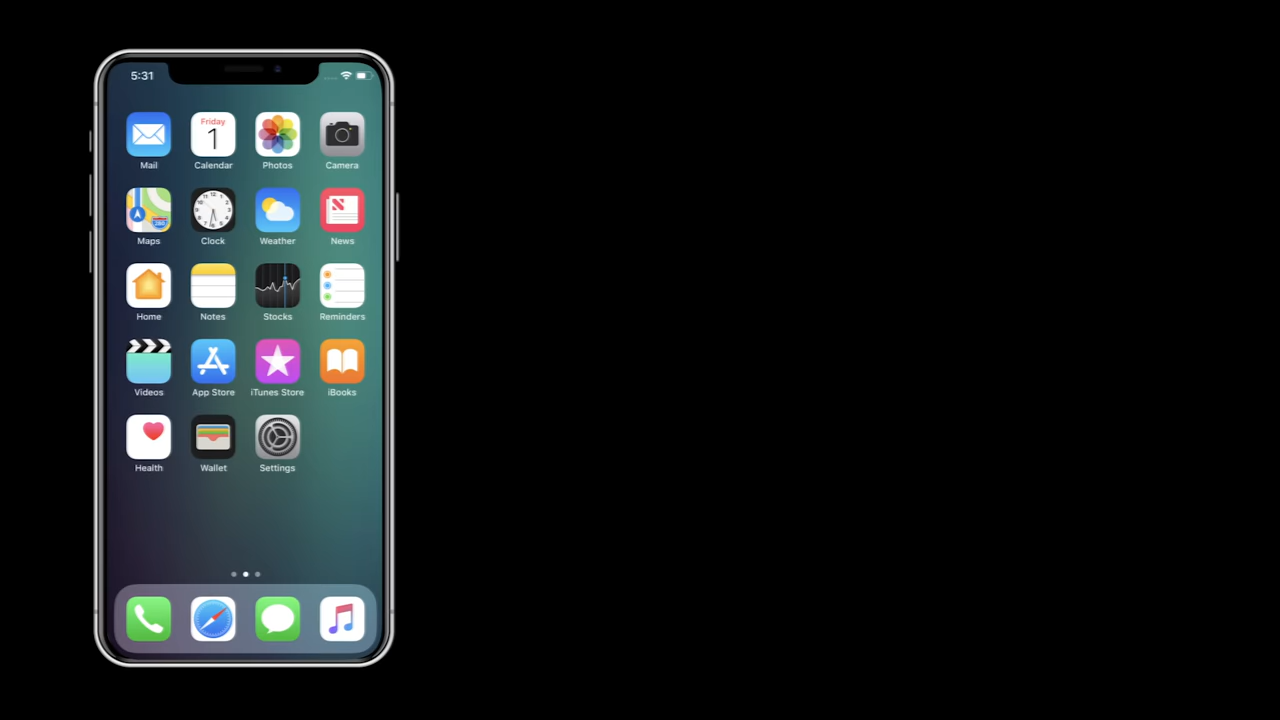 5:31
Friday
1
Mail
Calendar
Photos
Camera
Maps
Clock
Weather
News
Home
Notes
Stocks
Reminders
Videos
App Store
iTunes Store
iBooks
Health
Wallet
Settings